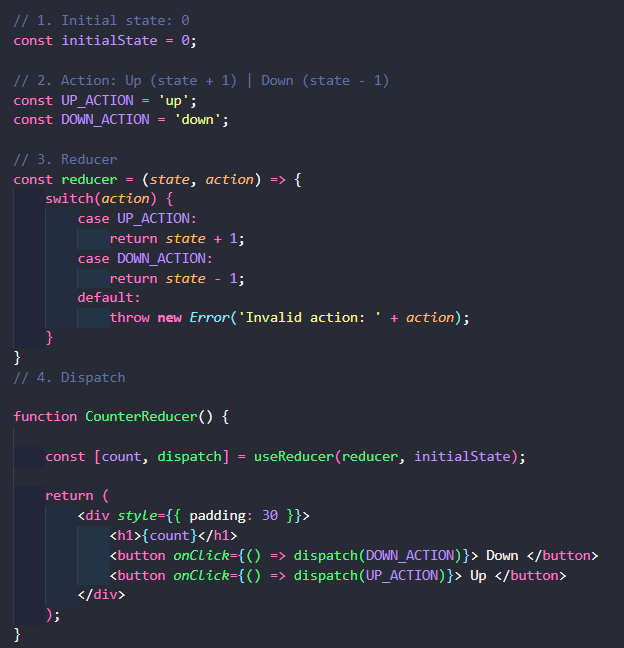 // 1. Initial state: 0
const initialState = 0;
// 2. Action: Up (state + 1) | Down (state - 1)
const UP_ACTION = 'up';
const DOWN_ACTION = 'down';
// 3. Reducer
const reducer = (state, action) => {
switch(action) {
case UP_ACTION:
return state + 1;
case DOWN_ACTION:
return state - 1;
default:
throw new Error('Invalid action: ' + action);
}
}
// 4. Dispatch
function CounterReducer() {
const [count, dispatch] = useReducer(reducer, initialState);
return (
<div style={{ padding: 30 }}>
<h1>{count}</h1>
<button onClick={() => dispatch(DOWN_ACTION)}> Down </button>
<button onClick={() => dispatch(UP_ACTION)}> Up </button>
</div>
);
}